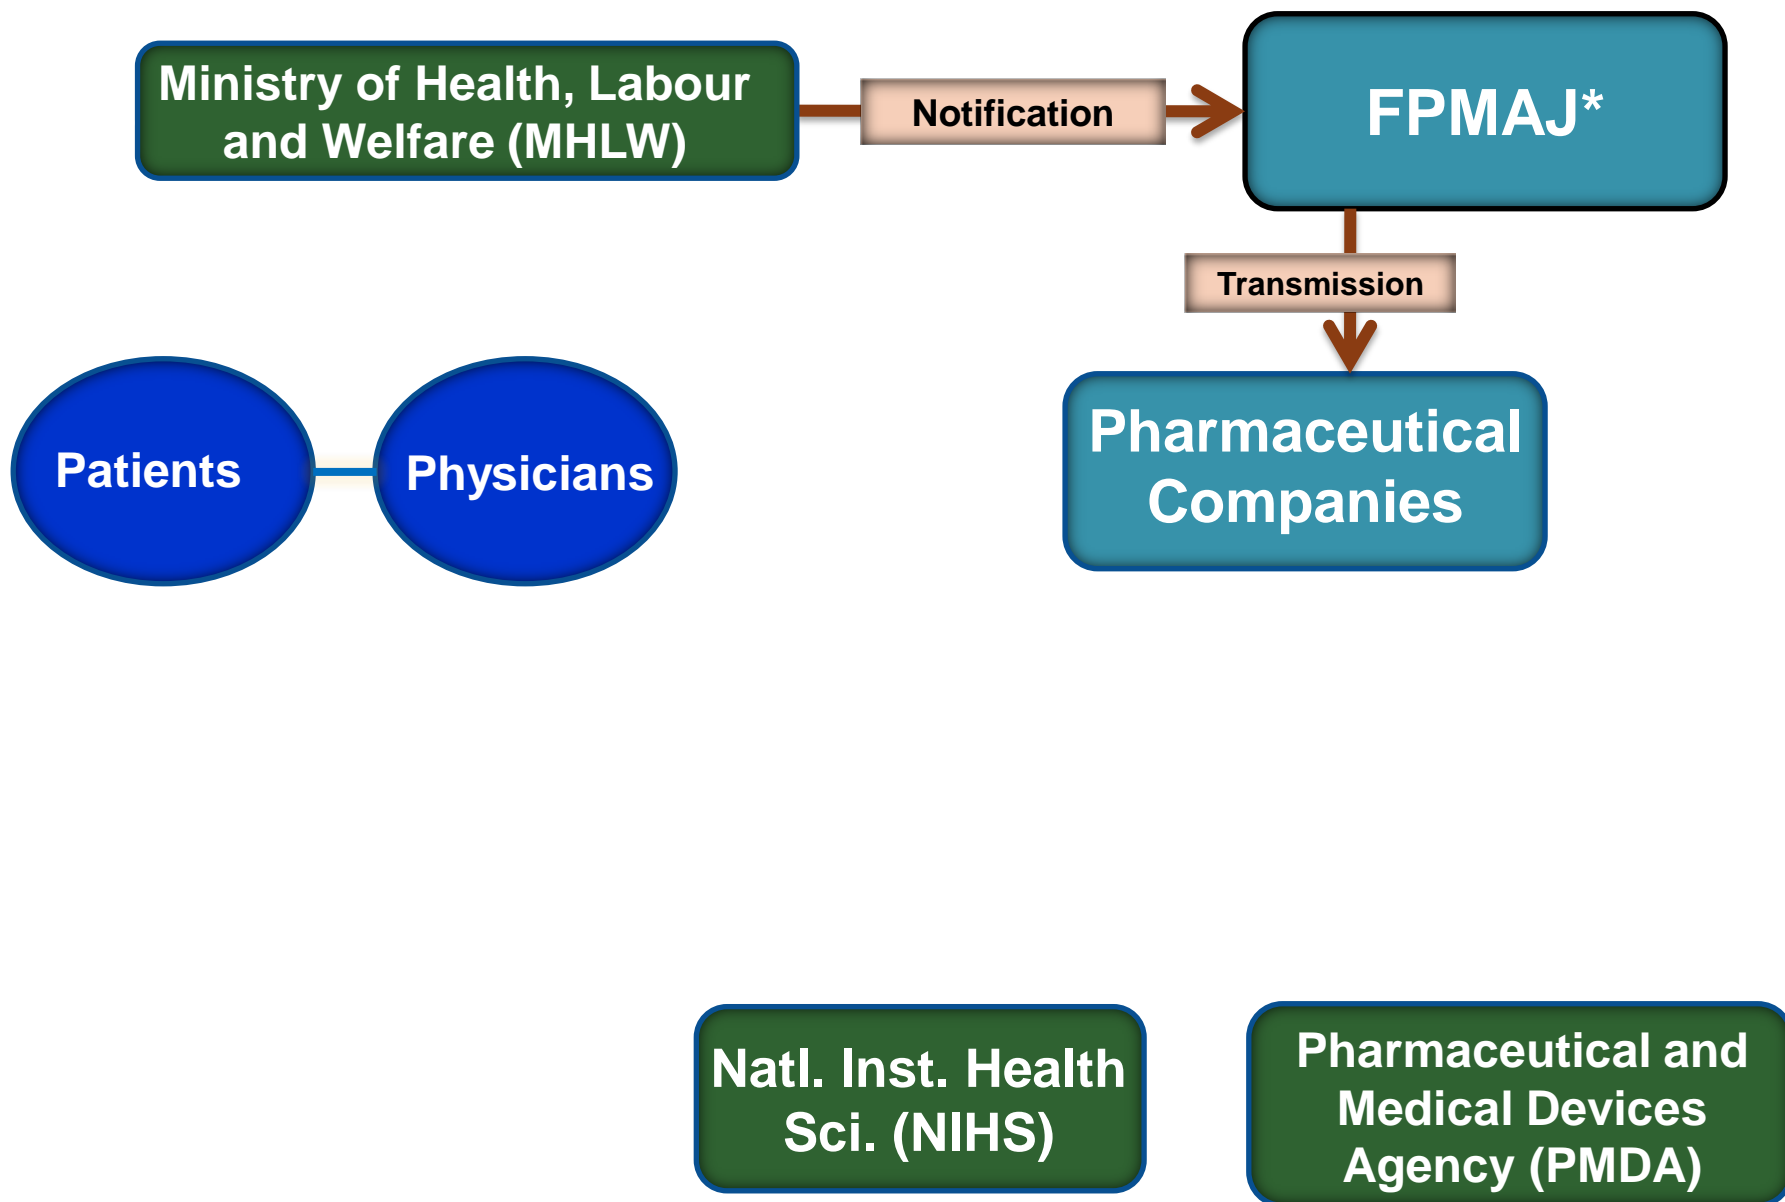 Ministry of Health, Labour
and Welfare (MHLW)
Notification
FPMAJ*
Transmission
Patients
Physicians
Pharmaceutical
Companies
Natl. Inst. Health
Sci. (NIHS)
Pharmaceutical and
Medical Devices
Agency (PMDA)